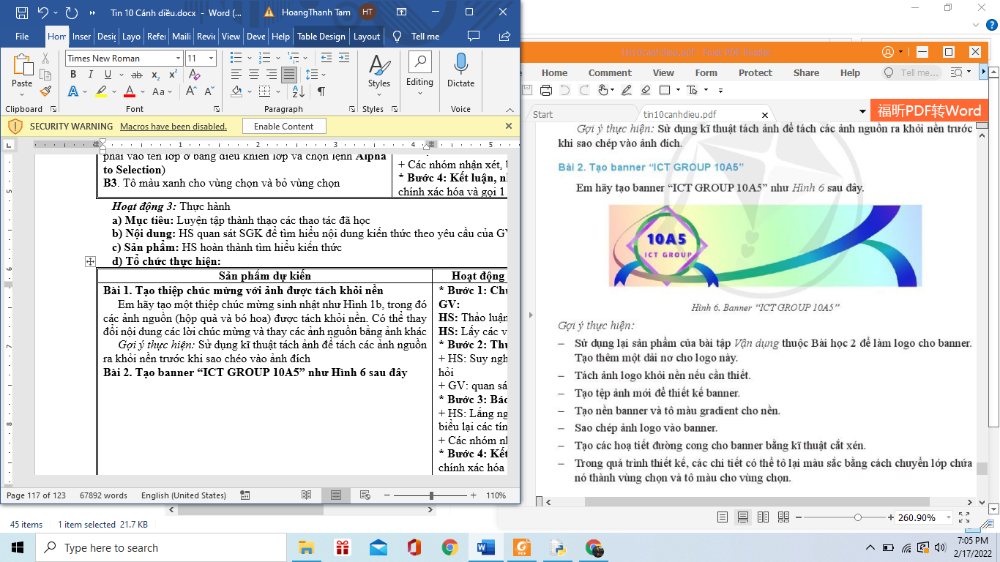 Tin 10 Cánh diều.docx - Word (...
HoangThanh Tam
HT
File
Hom
Inser
Desig
Layo
Refer
Maili
Revie
View
Deve
Help
Table Design
Layout
Tell me
Paste
Clipboard
Times New Roman
11
Font
Paragraph
Styles
Styles
Editing
Dictate
Voice
SECURITY WARNING Macros have been disabled.
Enable Content
phải vào tên lớp ở bảng điều khiển lớp và chọn lệnh Alpha
to Selection)
B3. Tô màu xanh cho vùng chọn và bỏ vùng chọn
+ Các nhóm nhận xét, b
* Bước 4: Kết luận, nh
chính xác hóa và gọi 1
Hoạt động 3: Thực hành
a) Mục tiêu: Luyện tập thành thạo các thao tác đã học
b) Nội dung: HS quan sát SGK để tìm hiểu nội dung kiến thức theo yêu cầu của GV
c) Sản phẩm: HS hoàn thành tìm hiểu kiến thức
d) Tổ chức thực hiện:
Sản phẩm dự kiến
Bài 1. Tạo thiệp chúc mừng với ảnh được tách khỏi nền
Em hãy tạo một thiệp chúc mừng sinh nhật như Hình 1b, trong đó
các ảnh nguồn (hộp quà và bó hoa) được tách khỏi nền. Có thể thay
đổi nội dung các lời chúc mừng và thay các ảnh nguồn bằng ảnh khác
Gợi ý thực hiện: Sử dụng kĩ thuật tách ảnh để tách các ảnh nguồn
ra khỏi nền trước khi sao chéo vào ảnh đích
Bài 2. Tạo banner “ICT GROUP 10A5” như Hình 6 sau đây
Hoạt động
* Bước 1: Chu
GV:
HS: Thảo luận
HS: Lấy các v
* Bước 2: Thự
+ HS: Suy ngh
hỏi
+ GV: quan sá
* Bước 3: Báo
+ HS: Lắng ng
biểu lại các tín
+ Các nhóm nh
* Bước 4: Kết
chính xác hóa
Page 117 of 123
67892 words
English (United States)
110%
45 items
1 item selected 21.7 KB
tin10canhdieu.pdf - Foxit PDF Reader
Home
Comment
View
Form
Protect
Share
Help
Tell me...
Start
tin10canhdieu.pdf
福昕PDF转Word
Gợi ý thực hiện: Sử dụng kĩ thuật tách ảnh để tách các ảnh nguồn ra khỏi nền trước
khi sao chép vào ảnh đích.
Bài 2. Tạo banner “ICT GROUP 10A5”
Em hãy tạo banner “ICT GROUP 10A5” như Hình 6 sau đây.
10A5
ICT GROUP
Hình 6. Banner “ICT GROUP 10A5”
Gợi ý thực hiện:
– Sử dụng lại sản phẩm của bài tập Vận dụng thuộc Bài học 2 để làm logo cho banner.
Tạo thêm một dải nơ cho logo này.
– Tách ảnh logo khỏi nền nếu cần thiết.
– Tạo tệp ảnh mới để thiết kế banner.
– Tạo nền banner và tô màu gradient cho nền.
– Sao chép ảnh logo vào banner.
– Tạo các hoạ tiết đường cong cho banner bằng kĩ thuật cắt xén.
– Trong quá trình thiết kế, các chi tiết có thể tô lại màu sắc bằng cách chuyển lớp chứa
nó thành vùng chọn và tô màu cho vùng chọn.
260.90%
Type here to search
7:05 PM
2/17/2022